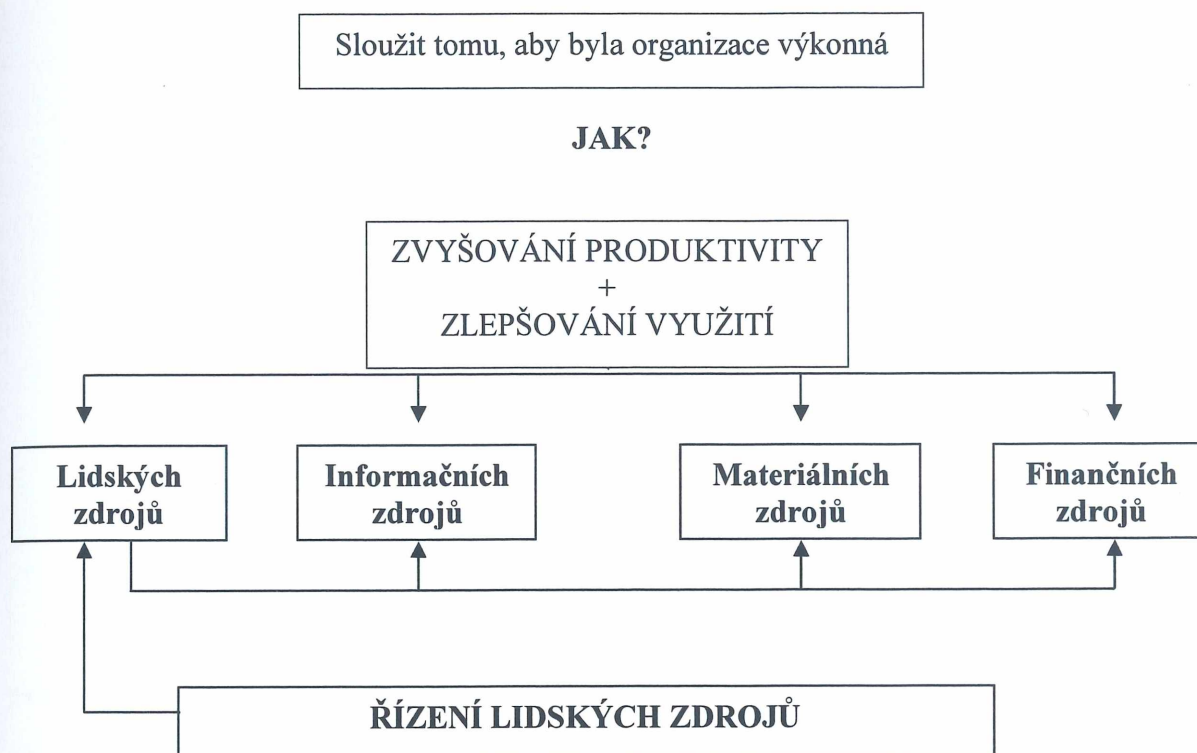 Sloužit tomu, aby byla organizace výkonná
JAK?
ZVYŠOVÁNÍ PRODUKTIVITY
+
ZLEPŠOVÁNÍ VYUŽITÍ
Lidských
zdrojů
Informačních
zdrojů
Materiálních
zdrojů
Finančních
zdrojů
ŘÍZENÍ LIDSKÝCH ZDROJŮ